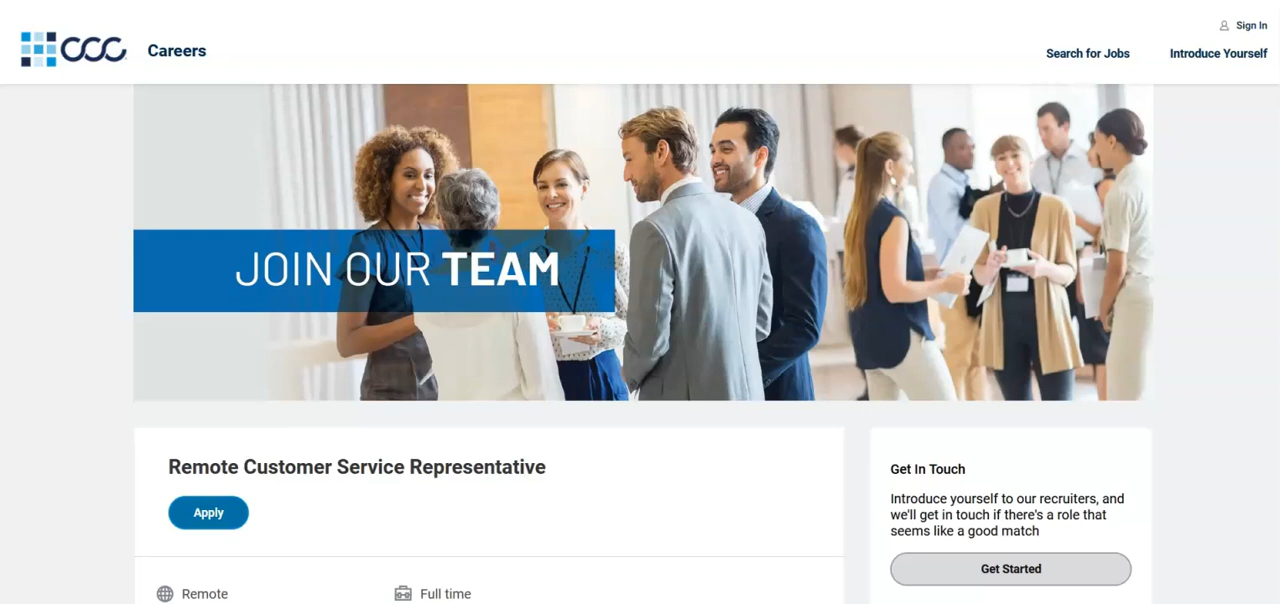 Sign In
CCC
Careers
Search for Jobs
Introduce Yourself
JOIN OUR TEAM
Remote Customer Service Representative
Apply
Remote
Full time
Get In Touch
Introduce yourself to our recruiters, and
we'll get in touch if there's a role that
seems like a good match
Get Started